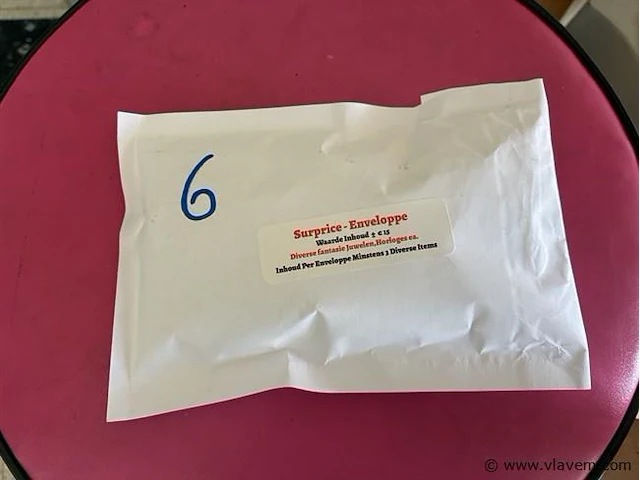 6
Surprice - Enveloppe
Waarde Inhoud ± € 15
Diverse fantasie Juwelen,Horloges ea.
Inhoud Per Enveloppe Minstens 3 Diverse Items
© www.vlavem.com